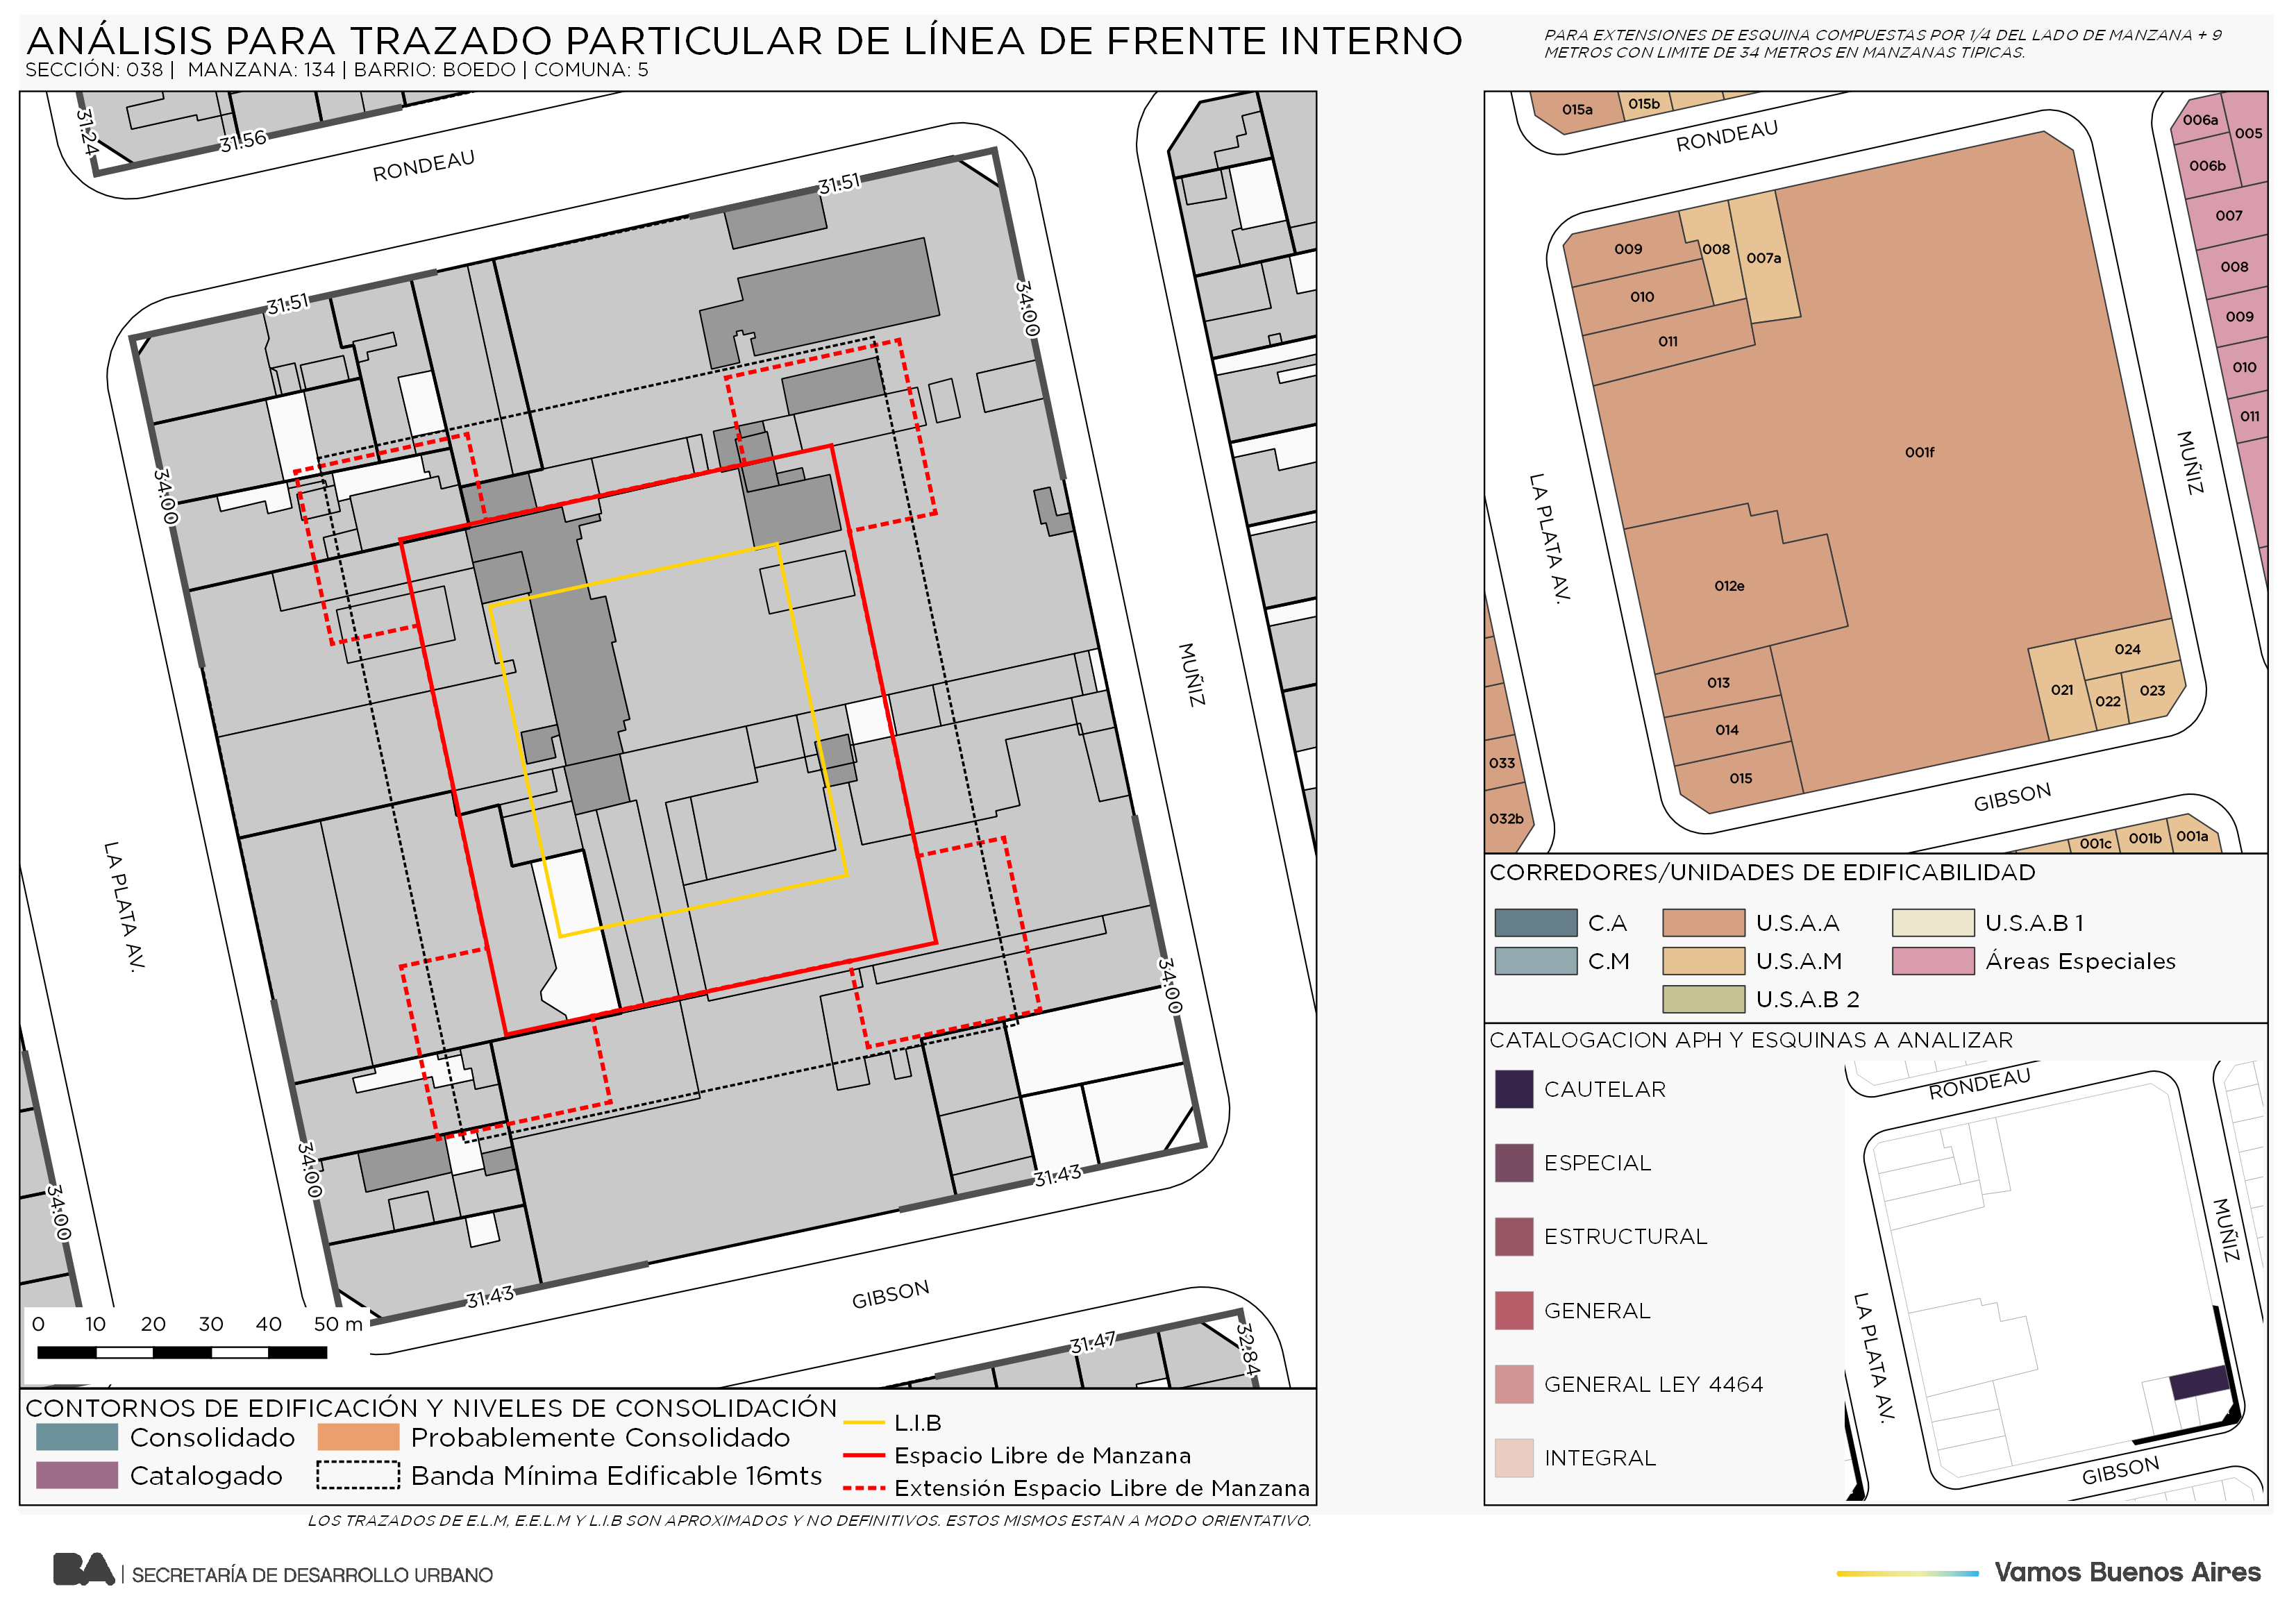 ANÁLISIS PARA TRAZADO PARTICULAR DE LÍNEA DE FRENTE INTERNO
SECCIÓN: 038 | MANZANA: 134 | BARRIO: BOEDO | COMUNA: 5
PARA EXTENSIONES DE ESQUINA COMPUESTAS POR 1/4 DEL LADO DE MANZANA + 9
METROS CON LIMITE DE 34 METROS EN MANZANAS TIPICAS.
31.24
31.56
RONDEAU
31.51
31.51
34.00
34.00
MUÑIZ
LA PLATA AV.
34.00
34.00
34.00
31.43
31.43
GIBSON
31.47
32.84
0 10 20 30 40 50 m
CONTORNOS DE EDIFICACIÓN Y NIVELES DE CONSOLIDACIÓN
Consolidado
Probablemente Consolidado
Catalogado
Banda Mínima Edificable 16mts
L.I.B
Espacio Libre de Manzana
Extensión Espacio Libre de Manzana
015a
015b
RONDEAU
006a
005
006b
007
008
009
010
011
009
008
007a
010
011
001f
MUÑIZ
LA PLATA AV.
012e
024
013
021
022
023
014
015
033
032b
GIBSON
001c
001b
001a
CORREDORES/UNIDADES DE EDIFICABILIDAD
C.A
U.S.A.A
U.S.A.B 1
C.M
U.S.A.M
Áreas Especiales
U.S.A.B 2
CATALOGACION APH Y ESQUINAS A ANALIZAR
CAUTELAR
ESPECIAL
ESTRUCTURAL
GENERAL
GENERAL LEY 4464
INTEGRAL
RONDEAU
MUÑIZ
LA PLATA AV.
GIBSON
LOS TRAZADOS DE E.L.M, E.E.L.M Y L.I.B SON APROXIMADOS Y NO DEFINITIVOS. ESTOS MISMOS ESTAN A MODO ORIENTATIVO.
BA | SECRETARÍA DE DESARROLLO URBANO
Vamos Buenos Aires